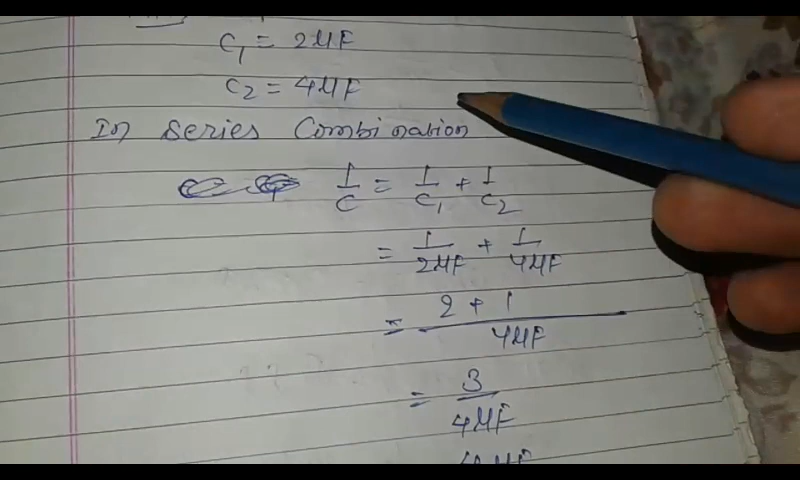 C₁ = 2μF
C₂ = 4μF
In series Combination
1/C = 1/C₁ + 1/C₂
= 1/2μF + 1/4μF
= 2 + 1/4μF
= 3/4μF